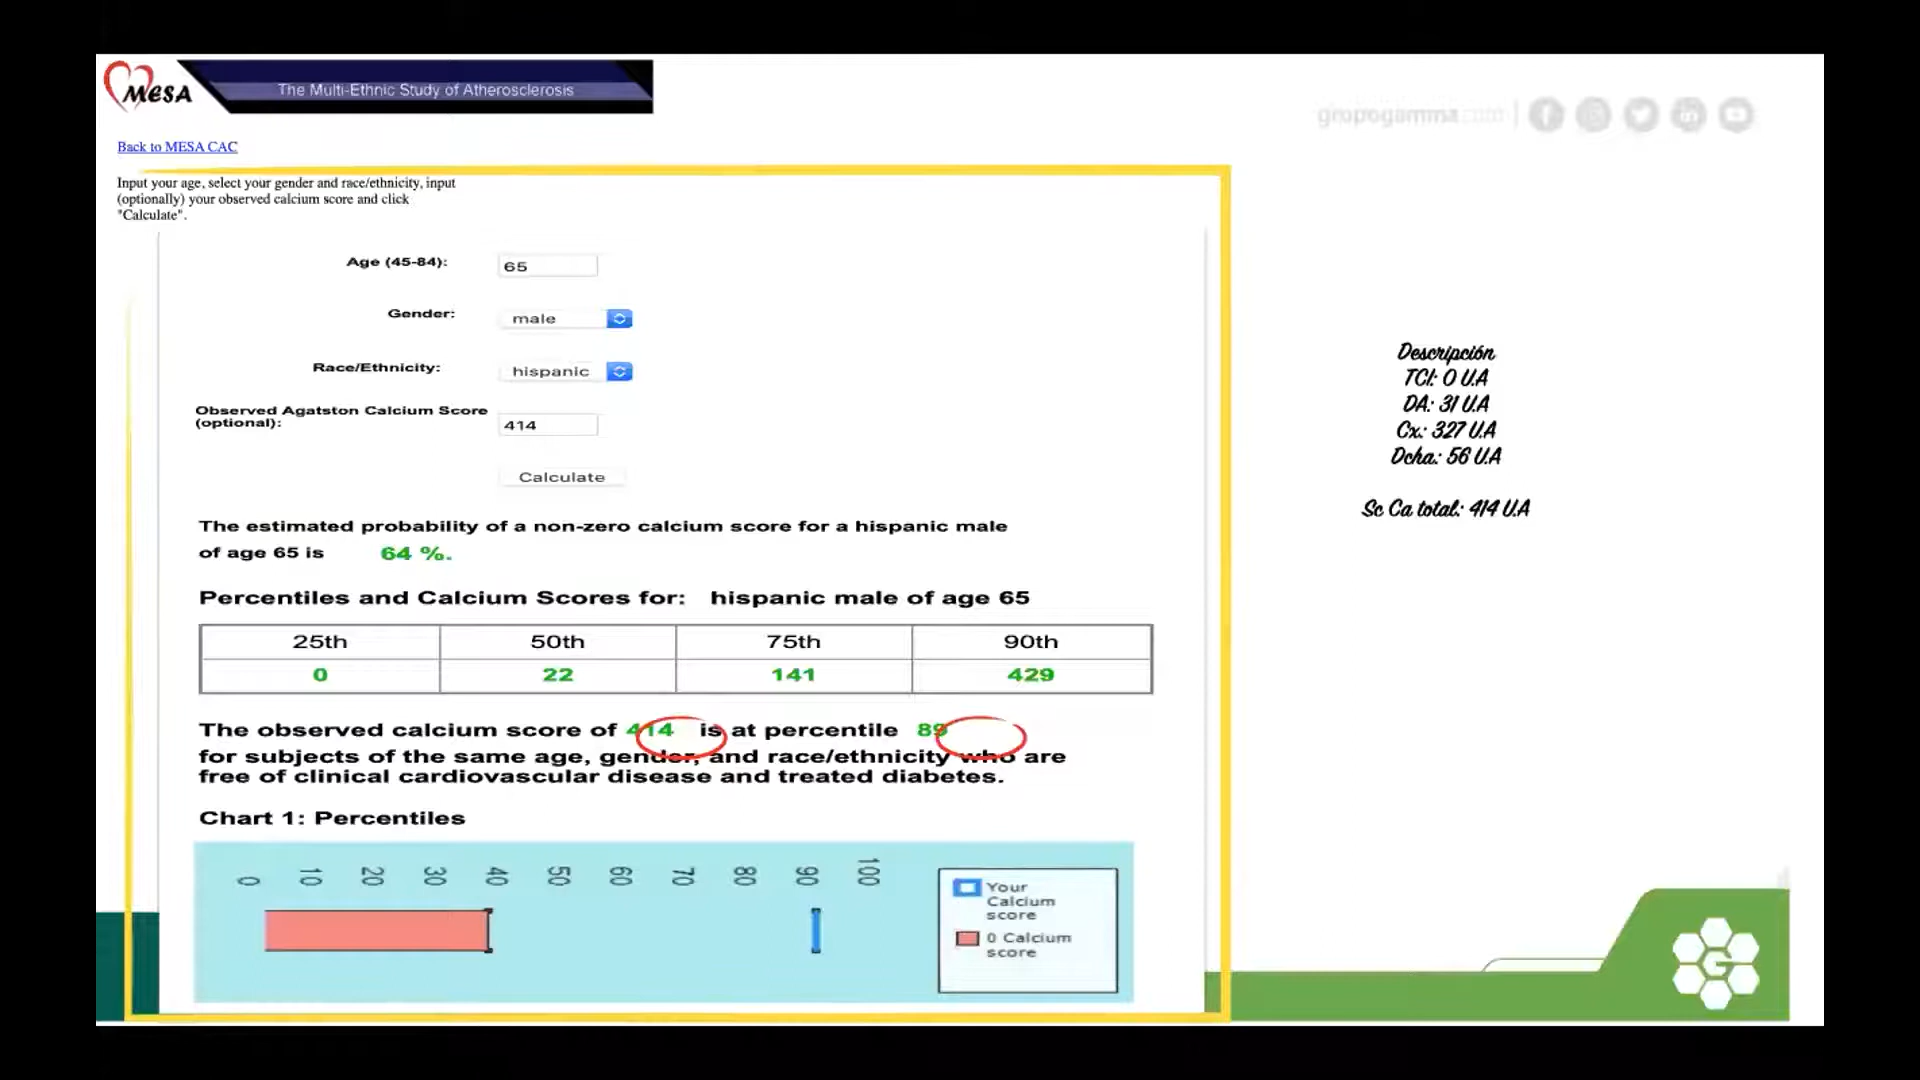 MESA
The Multi-Ethnic Study of Atherosclerosis
gropogamma.com
Back to MESA CAC
Input your age, select your gender and race/ethnicity, input
(optionally) your observed calcium score and click
"Calculate".
Age (45-84):
65
Gender:
male
Race/Ethnicity:
hispanic
Observed Agatston Calcium Score
(optional):
414
Calculate
The estimated probability of a non-zero calcium score for a hispanic male
of age 65 is 64 %.
Percentiles and Calcium Scores for: hispanic male of age 65
25th 50th 75th 90th
0 22 141 429
The observed calcium score of 414 is at percentile 89
for subjects of the same age, gender, and race/ethnicity who are
free of clinical cardiovascular disease and treated diabetes.
Chart 1: Percentiles
0 10 20 30 40 50 60 70 80 90 100
Your
Calcium
score
0 Calcium
score
Descripción
TCI: 0 U.A
DA: 31 U.A
Cx.: 327 U.A
Dcha.: 56 U.A
Sc Ca total: 414 U.A
G